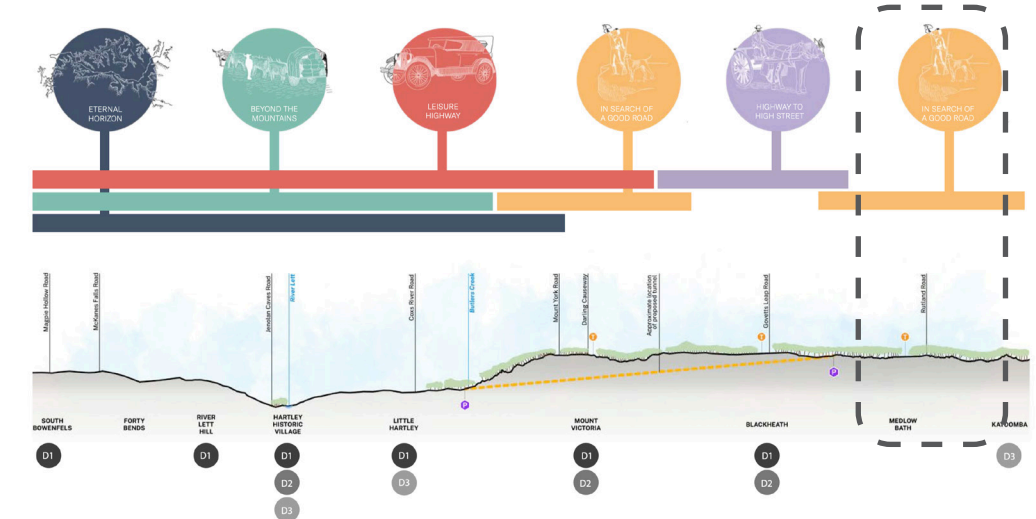 ETERNAL
HORIZON
BEYOND THE
MOUNTAINS
LEISURE
HIGHWAY
IN SEARCH OF
A GOOD ROAD
HIGHWAY TO
HIGH STREET
IN SEARCH OF
A GOOD ROAD
Magpie Hollow Road
McKanes Falls Road
Jenolan Caves Road
River Lett
Coxs River Road
Butlers Creek
Mount York Road
Darling Causeway
Approximate location
of proposed tunnel
Govetts Leap Road
Rutland Road
T
T
T
P
P
SOUTH
BOWENFELS
FORTY
BENDS
RIVER
LETT
HILL
HARTLEY
HISTORIC
VILLAGE
LITTLE
HARTLEY
MOUNT
VICTORIA
BLACKHEATH
MEDLOW
BATH
KATOOMBA
D1
D1
D1
D2
D3
D1
D3
D1
D2
D1
D2
D3